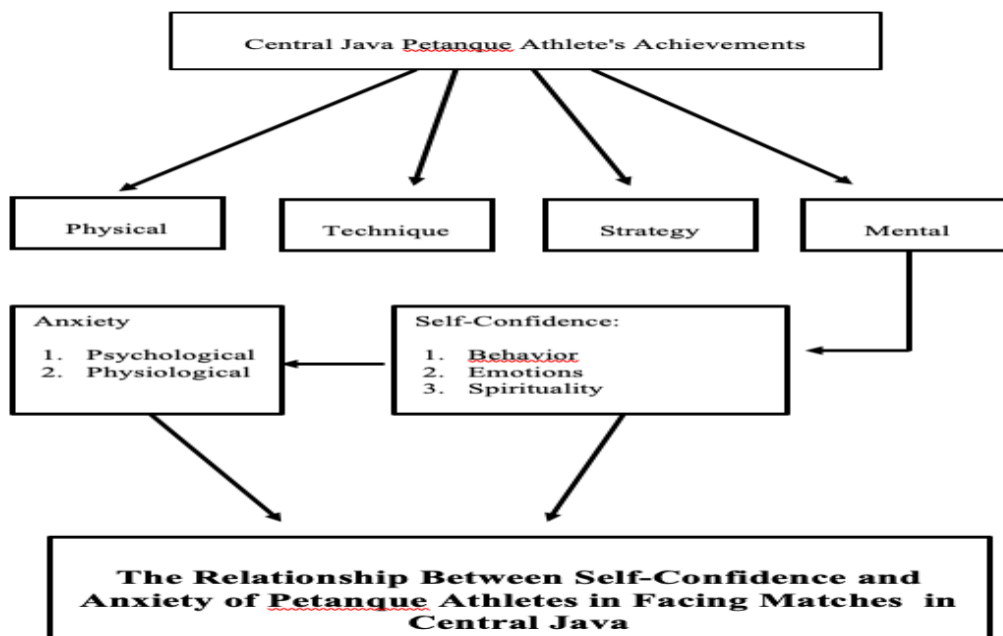 Central Java Petanque Athlete's Achievements
Physical
Technique
Strategy
Mental
Anxiety
1. Psychological
2. Physiological
Self-Confidence:
1. Behavior
2. Emotions
3. Spirituality
The Relationship Between Self-Confidence and
Anxiety of Petanque Athletes in Facing Matches in
Central Java